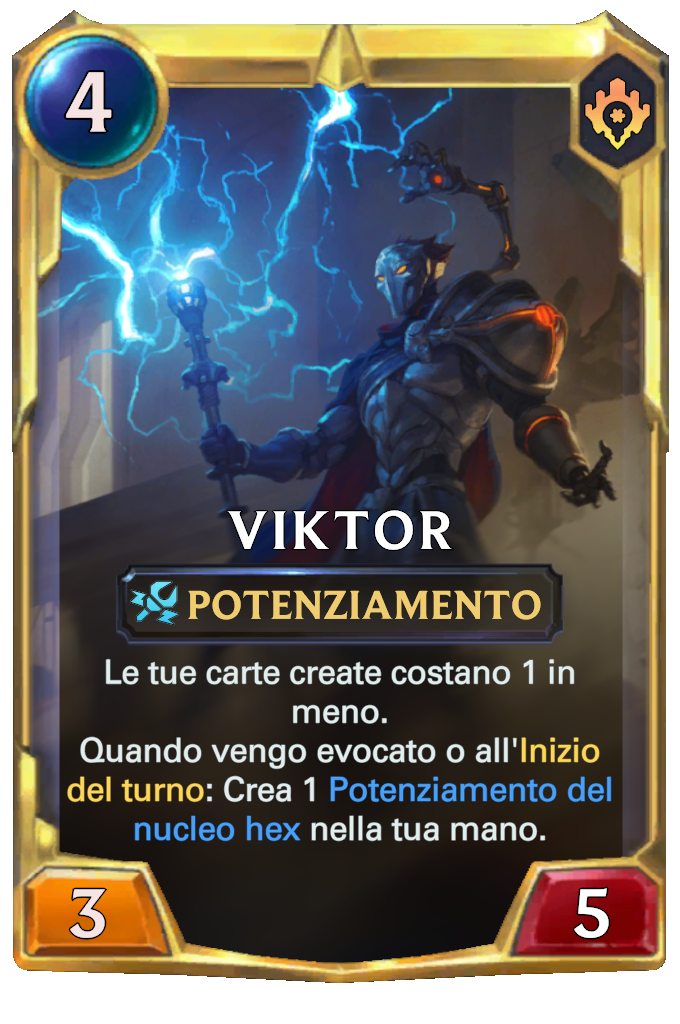 4
VIKTOR
POTENZIAMENTO
Le tue carte create costano 1 in
meno.
Quando vengo evocato o all'Inizio
del turno: Crea 1 Potenziamento del
nucleo hex nella tua mano.
3
5